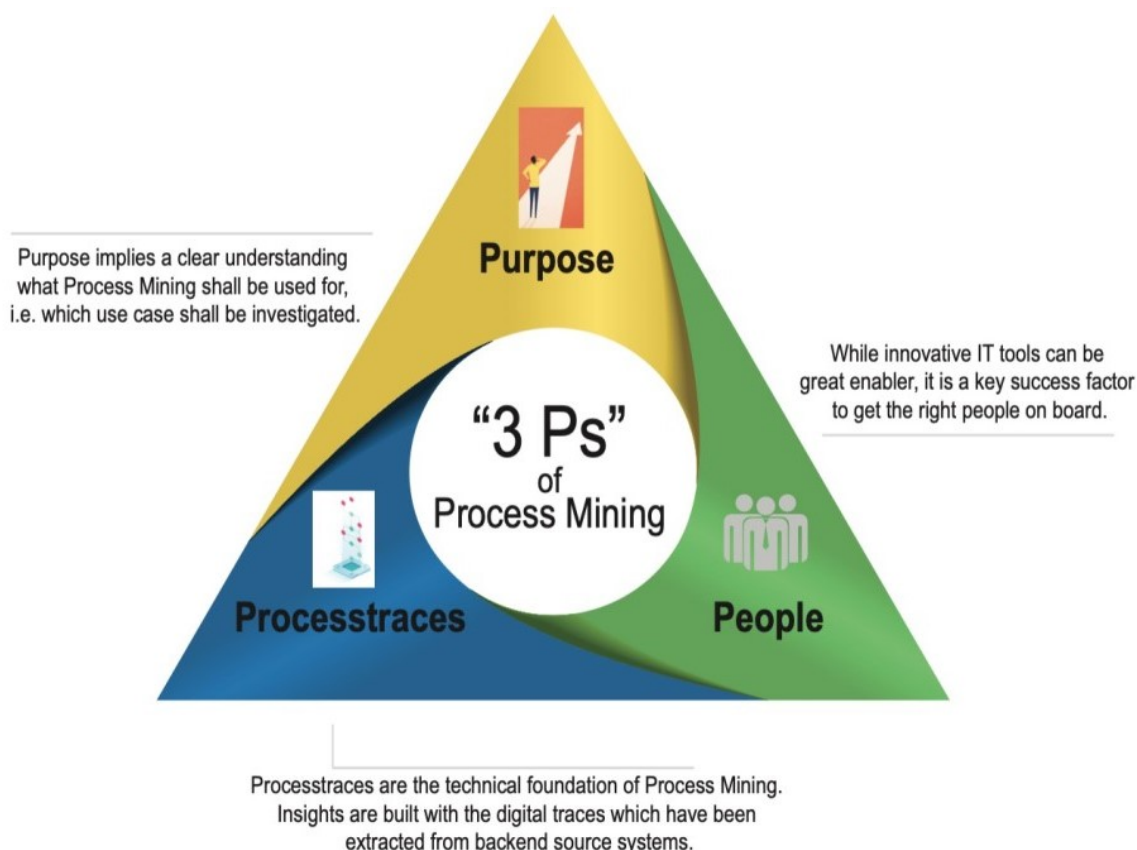 Purpose
Purpose implies a clear understanding
what Process Mining shall be used for,
i.e. which use case shall be investigated.
While innovative IT tools can be
great enabler, it is a key success factor
to get the right people on board.
“3 Ps”
of
Process Mining
Processtraces
People
Processtraces are the technical foundation of Process Mining.
Insights are built with the digital traces which have been
extracted from backend source systems.